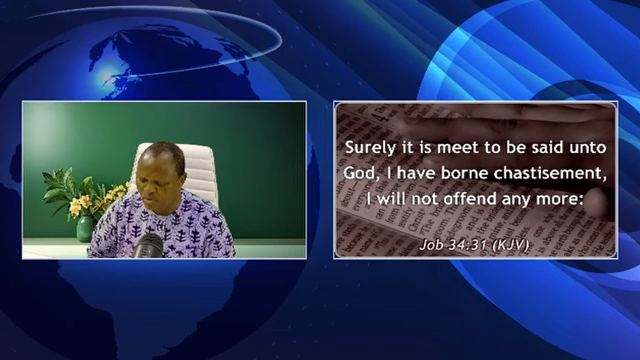 Surely it is meet to be said unto
God, I have borne chastisement,
I will not offend any more:
Job 34:31 (KJV)